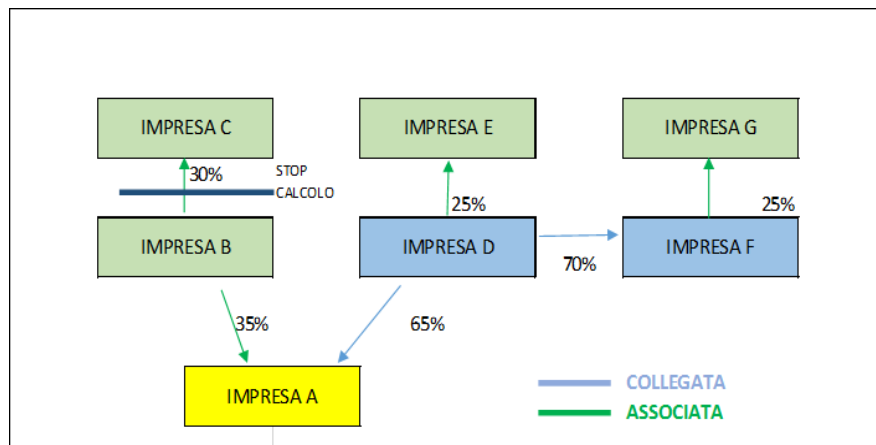 IMPRESA C
IMPRESA E
IMPRESA G
30%
STOP
CALCOLO
25%
25%
IMPRESA B
IMPRESA D
70%
IMPRESA F
35%
65%
IMPRESA A
COLLEGATA
ASSOCIATA